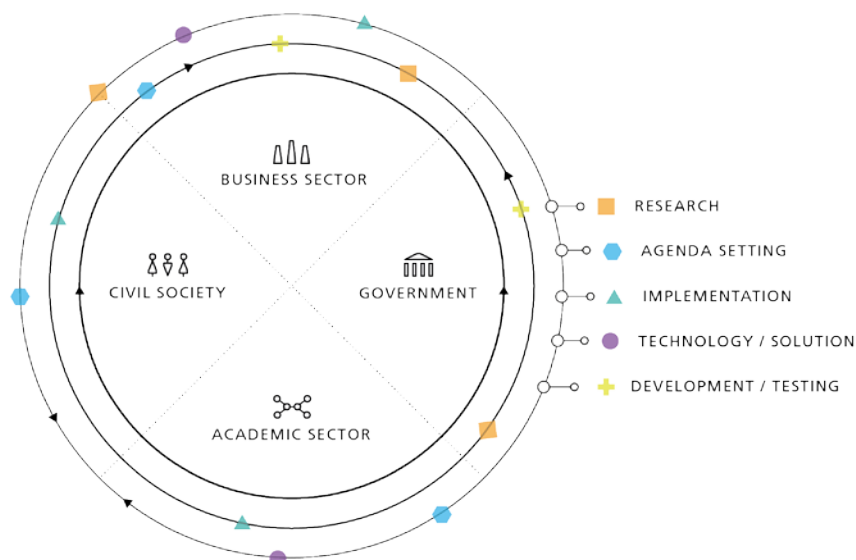 BUSINESS SECTOR
CIVIL SOCIETY
GOVERNMENT
ACADEMIC SECTOR
RESEARCH
AGENDA SETTING
IMPLEMENTATION
TECHNOLOGY / SOLUTION
DEVELOPMENT / TESTING